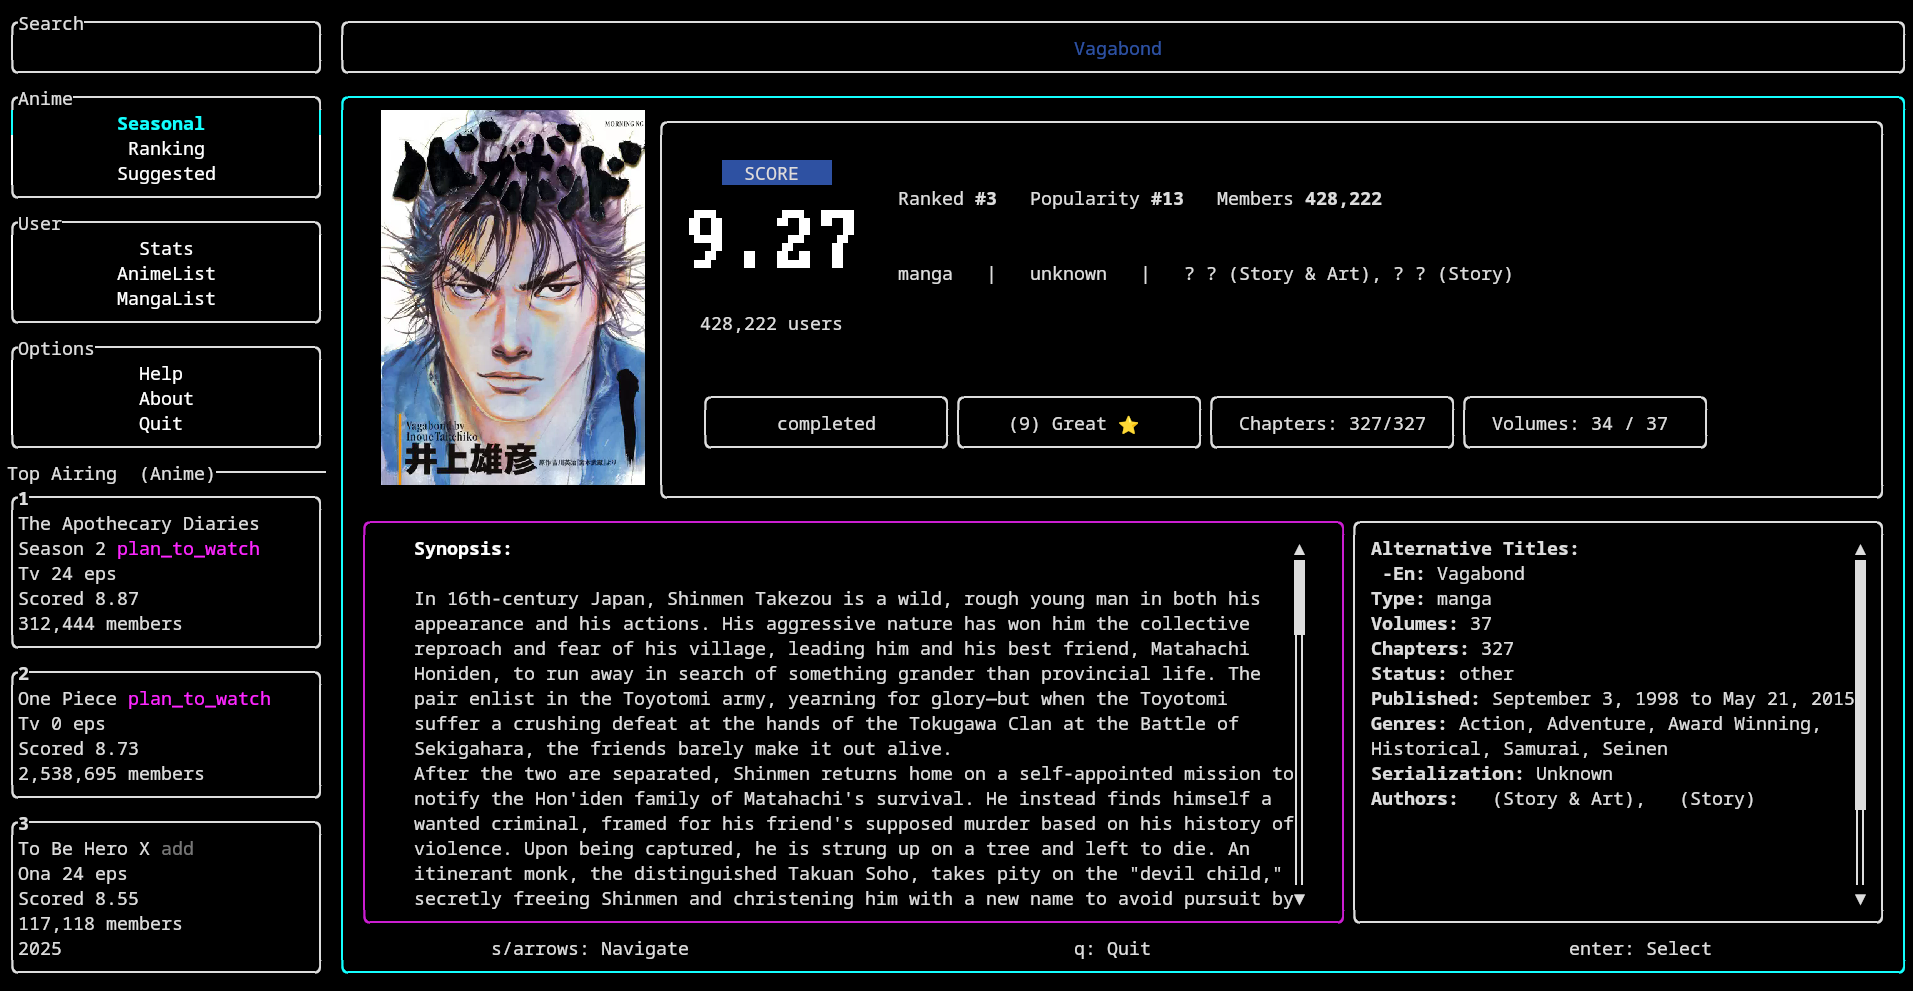 Search
Vagabond
Anime
Seasonal
Ranking
Suggested
User
Stats
AnimeList
MangaList
Options
Help
About
Quit
Top Airing (Anime)
1
The Apothecary Diaries
Season 2 plan_to_watch
Tv 24 eps
Scored 8.87
312,444 members
2
One Piece plan_to_watch
Tv 0 eps
Scored 8.73
2,538,695 members
3
To Be Hero X add
Ona 24 eps
Scored 8.55
117,118 members
2025
バガボンド
Vagabond by
Inoue Takehiko
井上雄彦
SCORE
9.27
428,222 users
Ranked #3 Popularity #13 Members 428,222
manga | unknown | ? ? (Story & Art), ? ? (Story)
completed
(9) Great ⭐
Chapters: 327/327
Volumes: 34 / 37
Synopsis:
In 16th-century Japan, Shinmen Takezou is a wild, rough young man in both his
appearance and his actions. His aggressive nature has won him the collective
reproach and fear of his village, leading him and his best friend, Matahachi
Honiden, to run away in search of something grander than provincial life. The
pair enlist in the Toyotomi army, yearning for glory—but when the Toyotomi
suffer a crushing defeat at the hands of the Tokugawa Clan at the Battle of
Sekigahara, the friends barely make it out alive.
After the two are separated, Shinmen returns home on a self-appointed mission to
notify the Hon'iden family of Matahachi's survival. He instead finds himself a
wanted criminal, framed for his friend's supposed murder based on his history of
violence. Upon being captured, he is strung up on a tree and left to die. An
itinerant monk, the distinguished Takuan Soho, takes pity on the "devil child,"
secretly freeing Shinmen and christening him with a new name to avoid pursuit by
Alternative Titles:
-En: Vagabond
Type: manga
Volumes: 37
Chapters: 327
Status: other
Published: September 3, 1998 to May 21, 2015
Genres: Action, Adventure, Award Winning,
Historical, Samurai, Seinen
Serialization: Unknown
Authors: (Story & Art), (Story)
s/arrows: Navigate
q: Quit
enter: Select